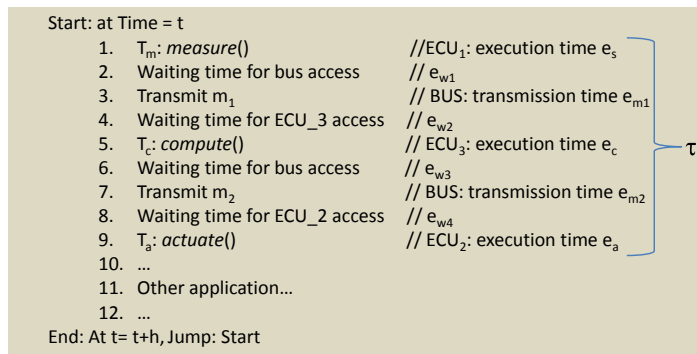 Start: at Time = t
1. Tm: measure() //ECU1: execution time es
2. Waiting time for bus access // ew1
3. Transmit m1 // BUS: transmission time em1
4. Waiting time for ECU_3 access // ew2
5. Tc: compute() // ECU3: execution time ec
6. Waiting time for bus access // ew3
7. Transmit m2 // BUS: transmission time em2
8. Waiting time for ECU_2 access // ew4
9. Ta: actuate() // ECU2: execution time ea
τ
10. ...
11. Other application...
12. ...
End: At t= t+h, Jump: Start